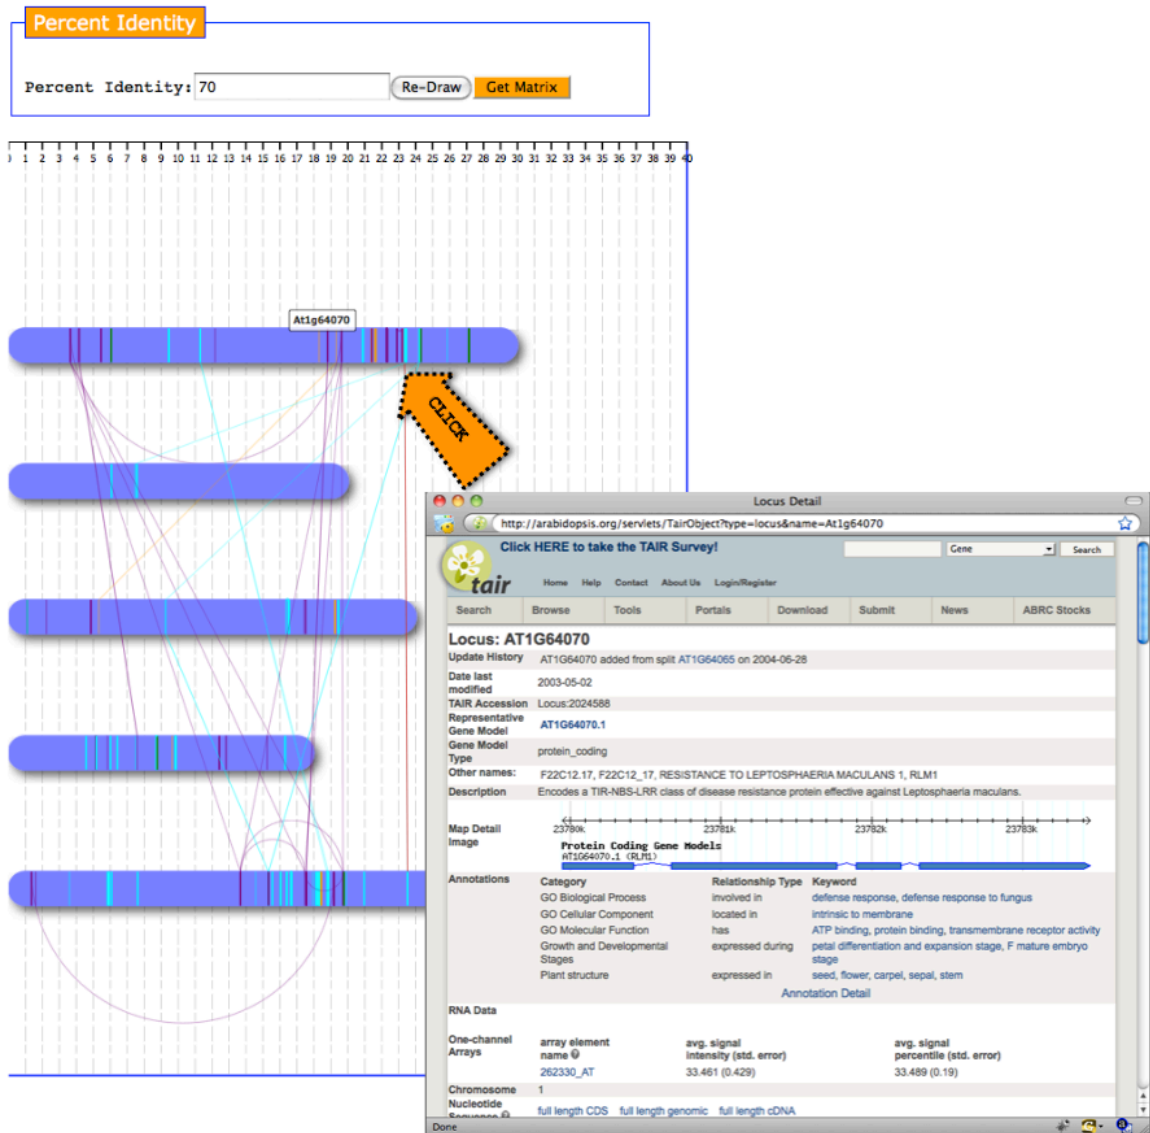 Percent Identity
Percent Identity: 70 Re-Draw Get Matrix
1 2 3 4 5 6 7 8 9 10 11 12 13 14 15 16 17 18 19 20 21 22 23 24 25 26 27 28 29 30 31 32 33 34 35 36 37 38 39 40
At1g64070
CLICK
Locus Detail
http://arabidopsis.org/servlets/TairObject?type=locus&name=At1g64070
Click HERE to take the TAIR Survey!
Gene Search
tair
Home Help Contact About Us Login/Register
Search Browse Tools Portals Download Submit News ABRC Stocks
Locus: AT1G64070
Update History AT1G64070 added from split AT1G64065 on 2004-06-28
Date last
modified 2003-05-02
TAIR Accession Locus:2024588
Representative
Gene Model AT1G64070.1
Gene Model
Type protein_coding
Other names: F22C12.17, F22C12_17, RESISTANCE TO LEPTOSPHAERIA MACULANS 1, RLM1
Description Encodes a TIR-NBS-LRR class of disease resistance protein effective against Leptosphaeria maculans.
Map Detail
Image
23780k 23781k 23782k 23783k
Protein Coding Gene Models
AT1G64070.1 (RLM1)
Annotations Category Relationship Type Keyword
GO Biological Process involved in defense response, defense response to fungus
GO Cellular Component located in intrinsic to membrane
GO Molecular Function has ATP binding, protein binding, transmembrane receptor activity
Growth and Developmental
Stages expressed during petal differentiation and expansion stage, F mature embryo
stage
Plant structure expressed in seed, flower, carpel, sepal, stem
Annotation Detail
RNA Data
One-channel
Arrays
array element
name
avg. signal
intensity (std. error)
avg. signal
percentile (std. error)
262330_AT 33.461 (0.429) 33.489 (0.19)
Chromosome 1
Nucleotide
Sequence full length CDS full length genomic full length cDNA
Done